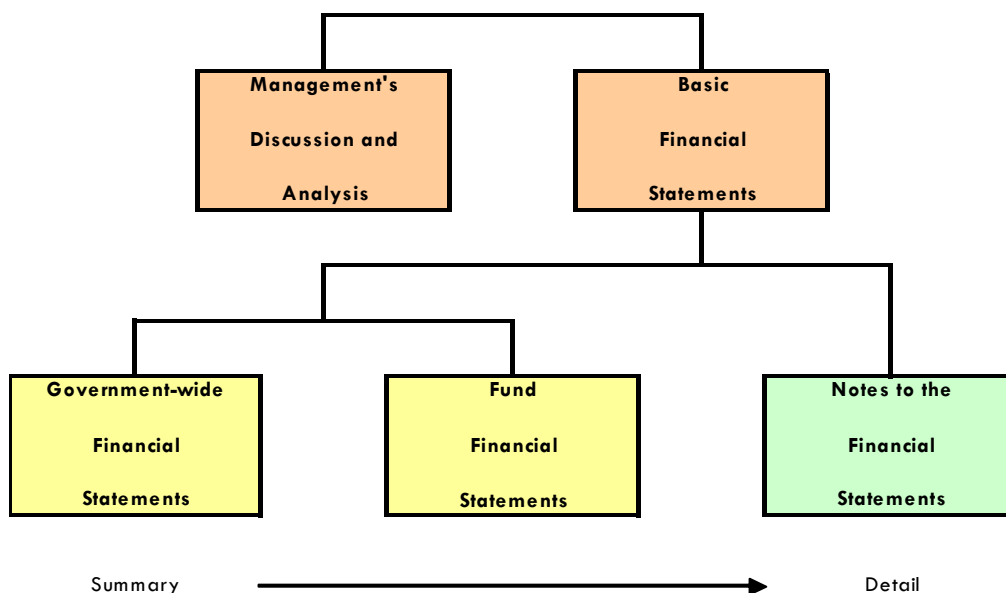 Management's
Discussion and
Analysis
Basic
Financial
Statements
Government-wide
Financial
Statements
Fund
Financial
Statements
Notes to the
Financial
Statements
Summary
Detail